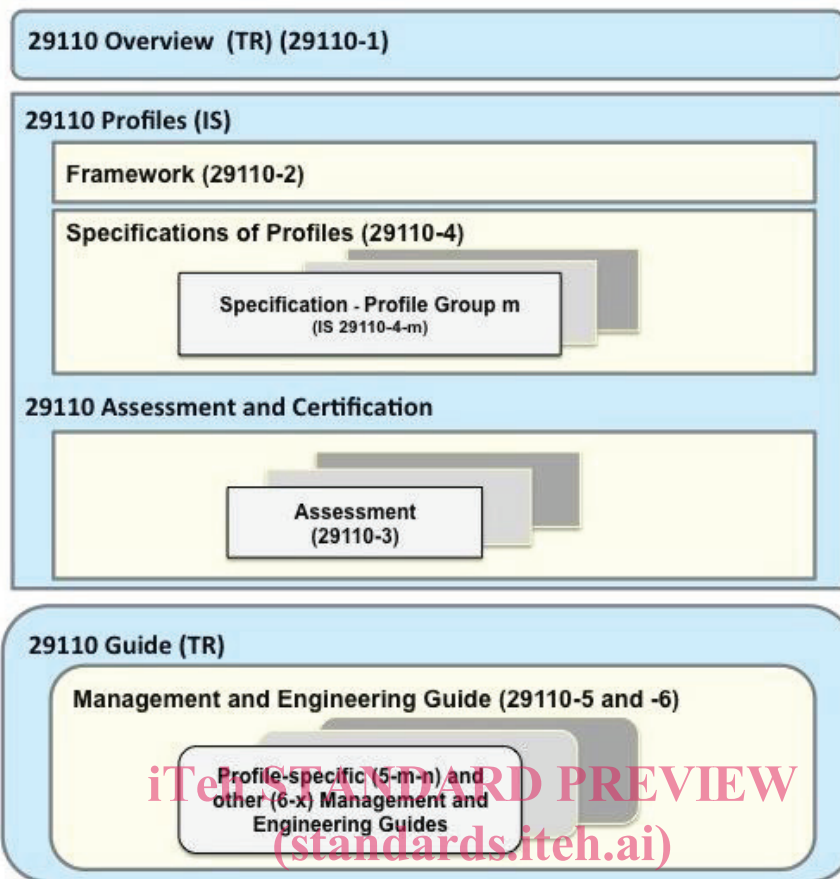 29110 Overview (TR) (29110-1)
29110 Profiles (IS)
Framework (29110-2)
Specifications of Profiles (29110-4)
Specification - Profile Group m
(IS 29110-4-m)
29110 Assessment and Certification
Assessment
(29110-3)
29110 Guide (TR)
Management and Engineering Guide (29110-5 and -6)
Profile-specific (5-m-n) and
other (6-x) Management and
Engineering Guides
iTeh STANDARD PREVIEW
(standards.iteh.ai)